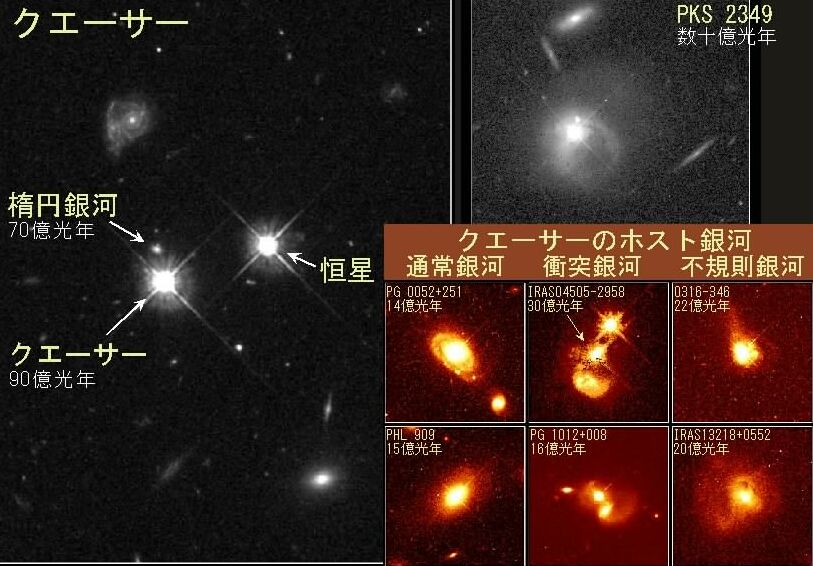 クエーサー
楕円銀河
70億光年
恒星
クエーサー
90億光年
PKS 2349
数十億光年
クエーサーのホスト銀河
通常銀河 衝突銀河 不規則銀河
PG 0052+251
14億光年
IRAS04505-2958
30億光年
0316-346
22億光年
PHL 909
15億光年
PG 1012+008
16億光年
IRAS13218+0552
20億光年